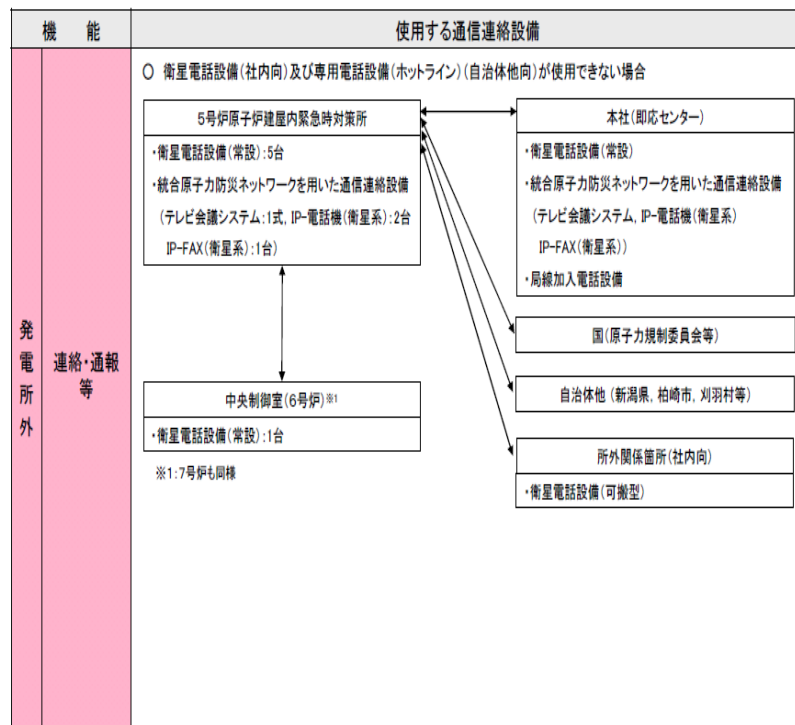 機 能
使用する通信連絡設備
発電所外
連絡・通報
等
○ 衛星電話設備(社内向)及び専用電話設備(ホットライン)(自治体他向)が使用できない場合
5号炉原子炉建屋内緊急時対策所
・衛星電話設備(常設):5台
・統合原子力防災ネットワークを用いた通信連絡設備
(テレビ会議システム:1式, IP-電話機(衛星系):2台
IP-FAX(衛星系):1台)
中央制御室(6号炉)※1
・衛星電話設備(常設):1台
※1:7号炉も同様
本社(即応センター)
・衛星電話設備(常設)
・統合原子力防災ネットワークを用いた通信連絡設備
(テレビ会議システム, IP-電話機(衛星系)
IP-FAX(衛星系))
・局線加入電話設備
国(原子力規制委員会等)
自治体他 (新潟県, 柏崎市, 刈羽村等)
所外関係箇所(社内向)
・衛星電話設備(可搬型)